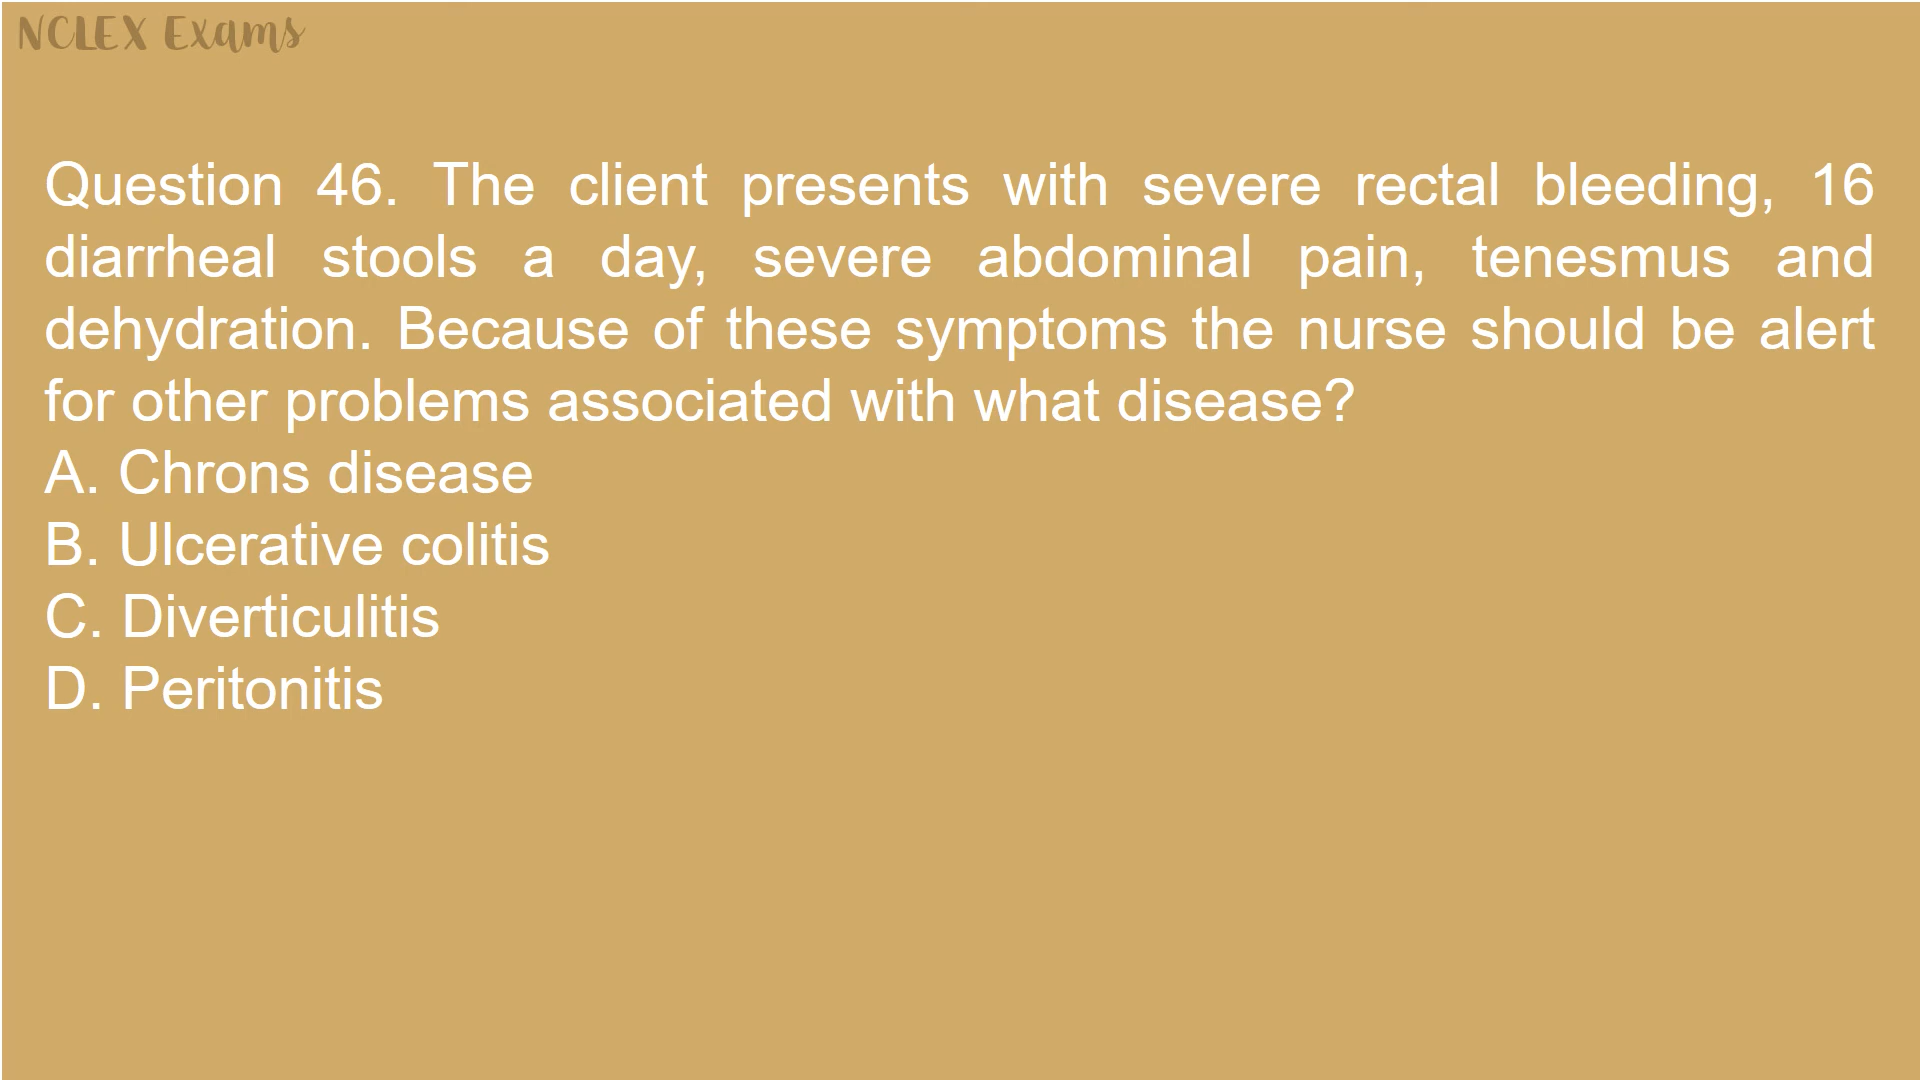 NCLEX Exams
Question 46. The client presents with severe rectal bleeding, 16
diarrheal stools a day, severe abdominal pain, tenesmus and
dehydration. Because of these symptoms the nurse should be alert
for other problems associated with what disease?
A. Chrons disease
B. Ulcerative colitis
C. Diverticulitis
D. Peritonitis